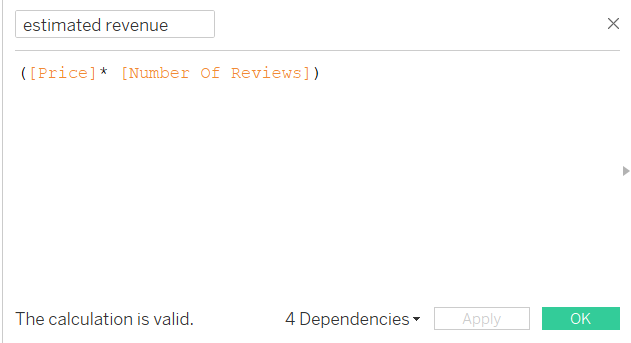 estimated revenue
([Price]* [Number Of Reviews])
The calculation is valid. 4 Dependencies Apply OK